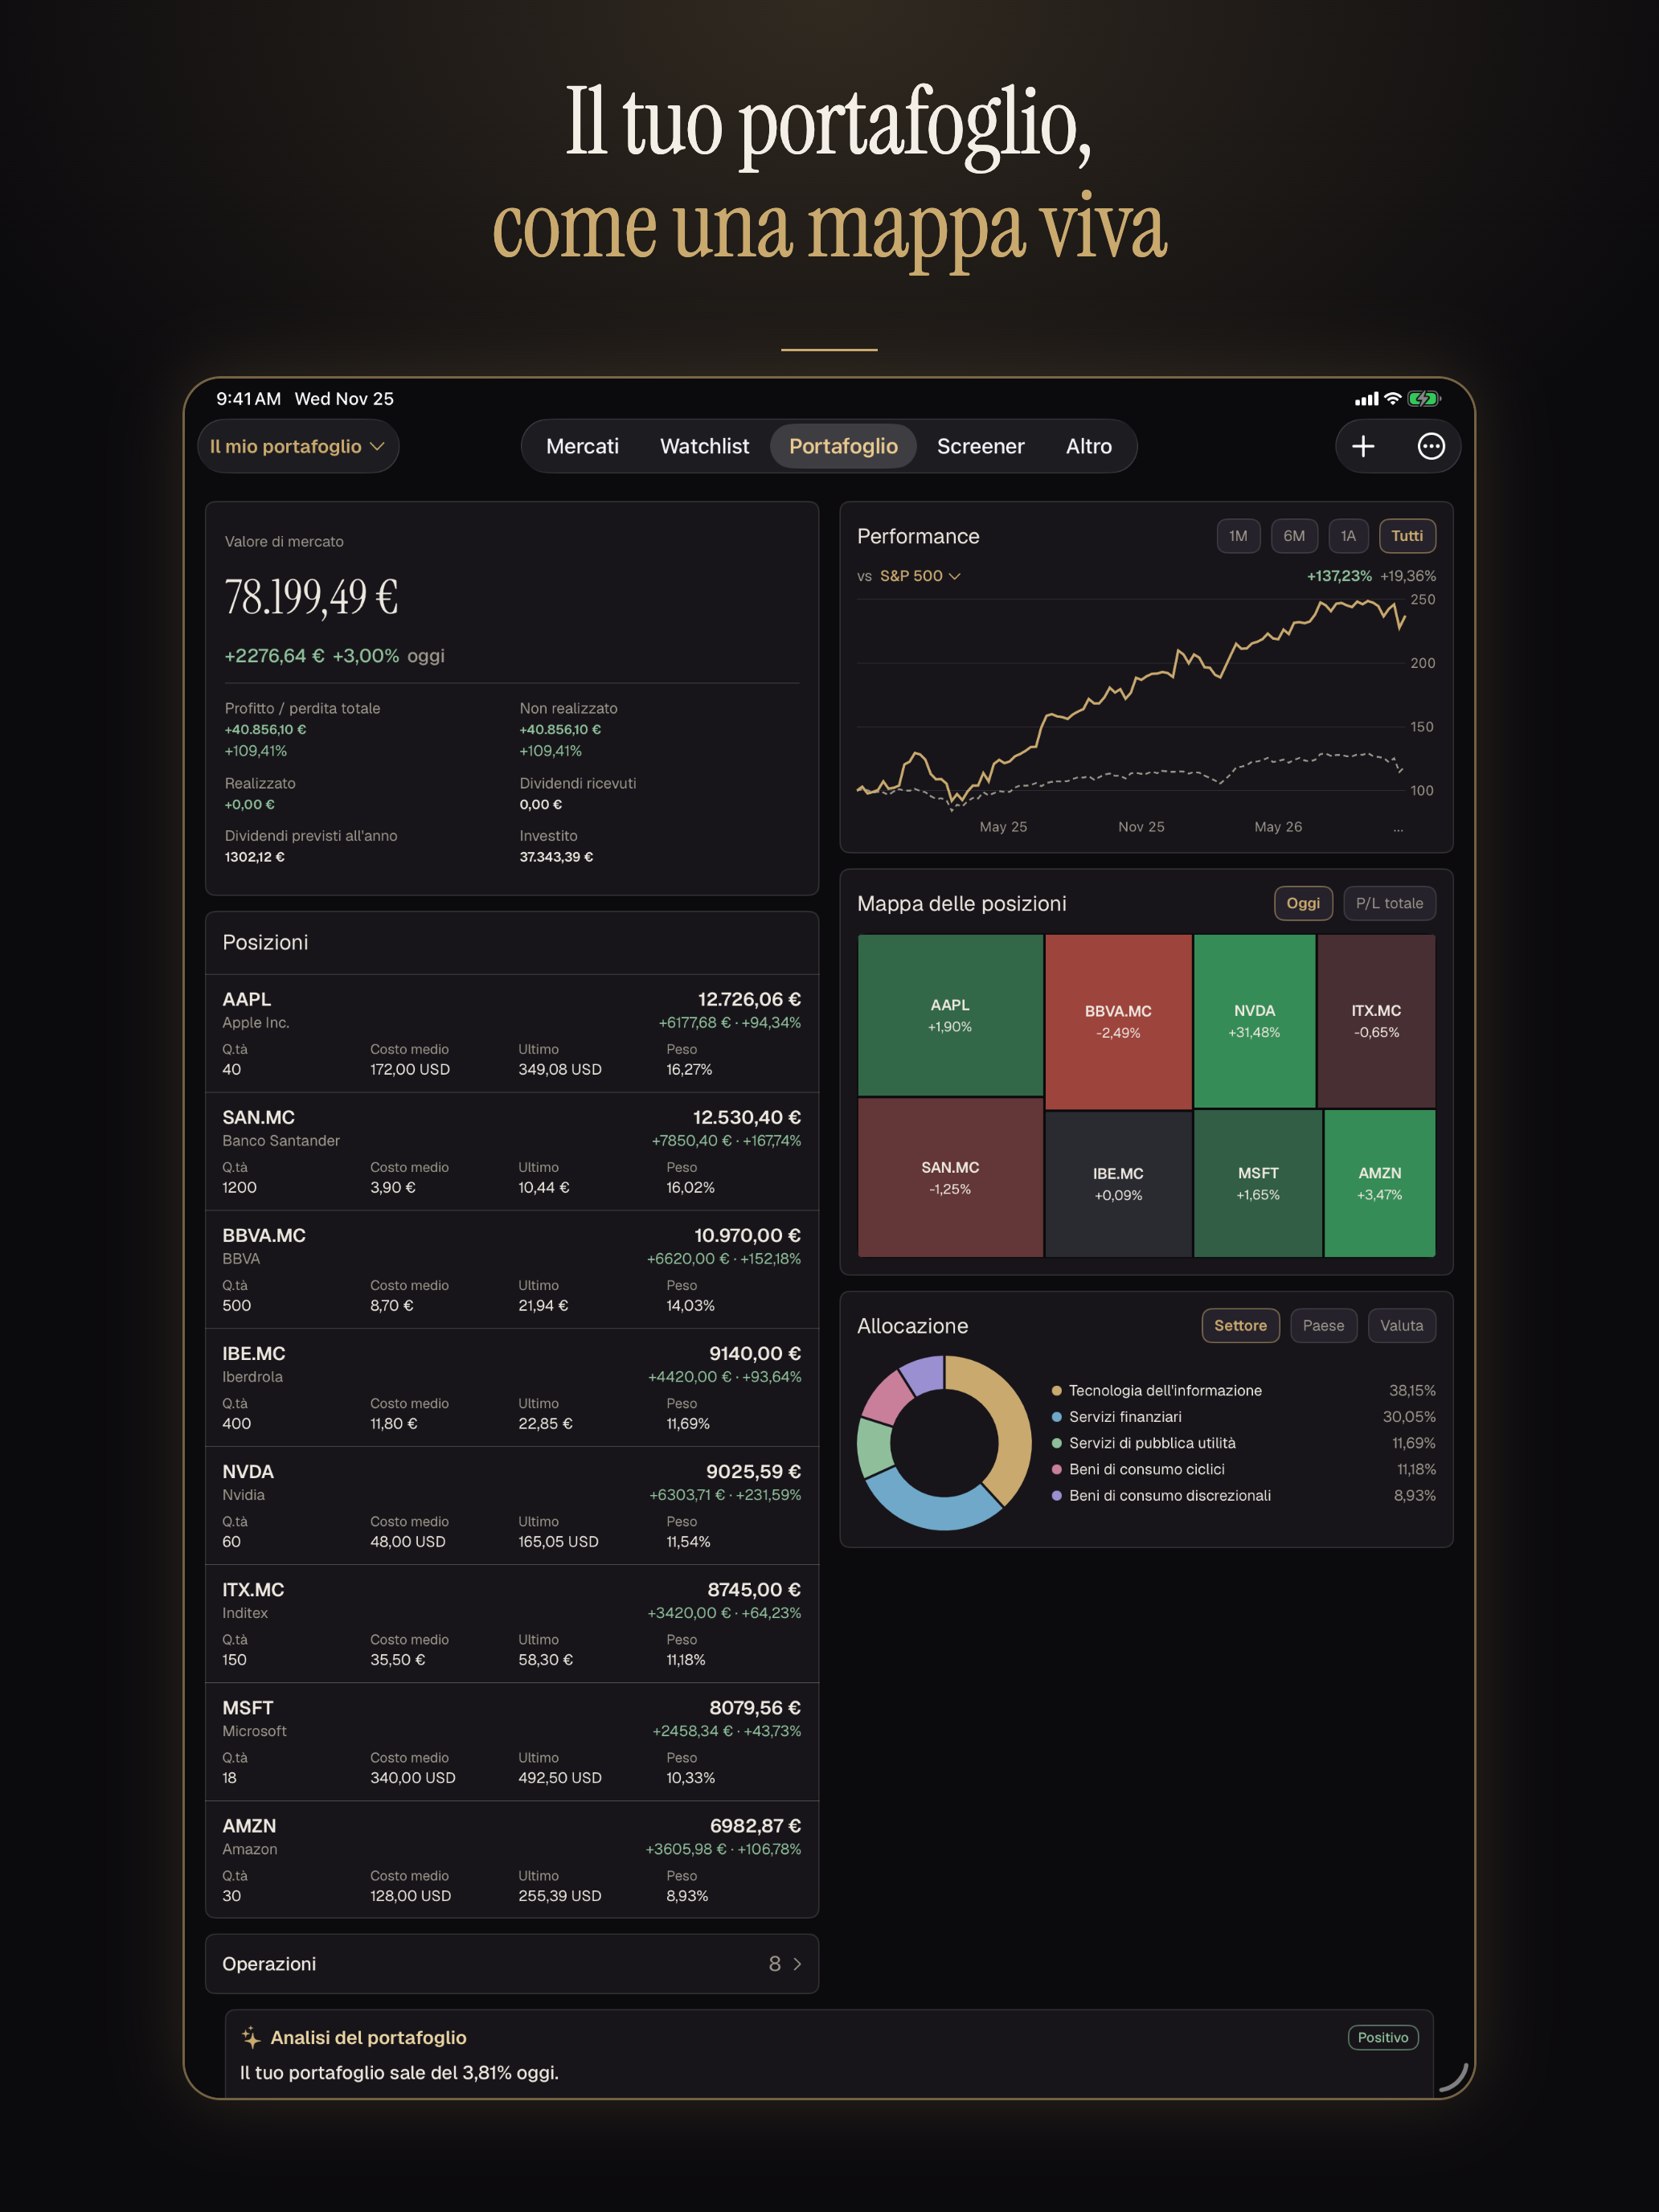 Il tuo portafoglio,
come una mappa viva
9:41 AM Wed Nov 25
Il mio portafoglio
Mercati Watchlist Portafoglio Screener Altro
Valore di mercato
78.199,49 €
+2276,64 € +3,00% oggi
Profitto / perdita totale Non realizzato
+40.856,10 € +40.856,10 €
+109,41% +109,41%
Realizzato Dividendi ricevuti
+0,00 € 0,00 €
Dividendi previsti all'anno Investito
1302,12 € 37.343,39 €
Posizioni
AAPL 12.726,06 €
Apple Inc. +6177,68 € · +94,34%
Q.tà Costo medio Ultimo Peso
40 172,00 USD 349,08 USD 16,27%
SAN.MC 12.530,40 €
Banco Santander +7850,40 € · +167,74%
Q.tà Costo medio Ultimo Peso
1200 3,90 € 10,44 € 16,02%
BBVA.MC 10.970,00 €
BBVA +6620,00 € · +152,18%
Q.tà Costo medio Ultimo Peso
500 8,70 € 21,94 € 14,03%
IBE.MC 9140,00 €
Iberdrola +4420,00 € · +93,64%
Q.tà Costo medio Ultimo Peso
400 11,80 € 22,85 € 11,69%
NVDA 9025,59 €
Nvidia +6303,71 € · +231,59%
Q.tà Costo medio Ultimo Peso
60 48,00 USD 165,05 USD 11,54%
ITX.MC 8745,00 €
Inditex +3420,00 € · +64,23%
Q.tà Costo medio Ultimo Peso
150 35,50 € 58,30 € 11,18%
MSFT 8079,56 €
Microsoft +2458,34 € · +43,73%
Q.tà Costo medio Ultimo Peso
18 340,00 USD 492,50 USD 10,33%
AMZN 6982,87 €
Amazon +3605,98 € · +106,78%
Q.tà Costo medio Ultimo Peso
30 128,00 USD 255,39 USD 8,93%
Operazioni 8
Performance 1M 6M 1A Tutti
vs S&P 500 +137,23% +19,36%
250
200
150
100
May 25 Nov 25 May 26 ...
Mappa delle posizioni Oggi P/L totale
AAPL
+1,90%
BBVA.MC
-2,49%
NVDA
+31,48%
ITX.MC
-0,65%
SAN.MC
-1,25%
IBE.MC
+0,09%
MSFT
+1,65%
AMZN
+3,47%
Allocazione Settore Paese Valuta
Tecnologia dell'informazione 38,15%
Servizi finanziari 30,05%
Servizi di pubblica utilità 11,69%
Beni di consumo ciclici 11,18%
Beni di consumo discrezionali 8,93%
Analisi del portafoglio Positivo
Il tuo portafoglio sale del 3,81% oggi.